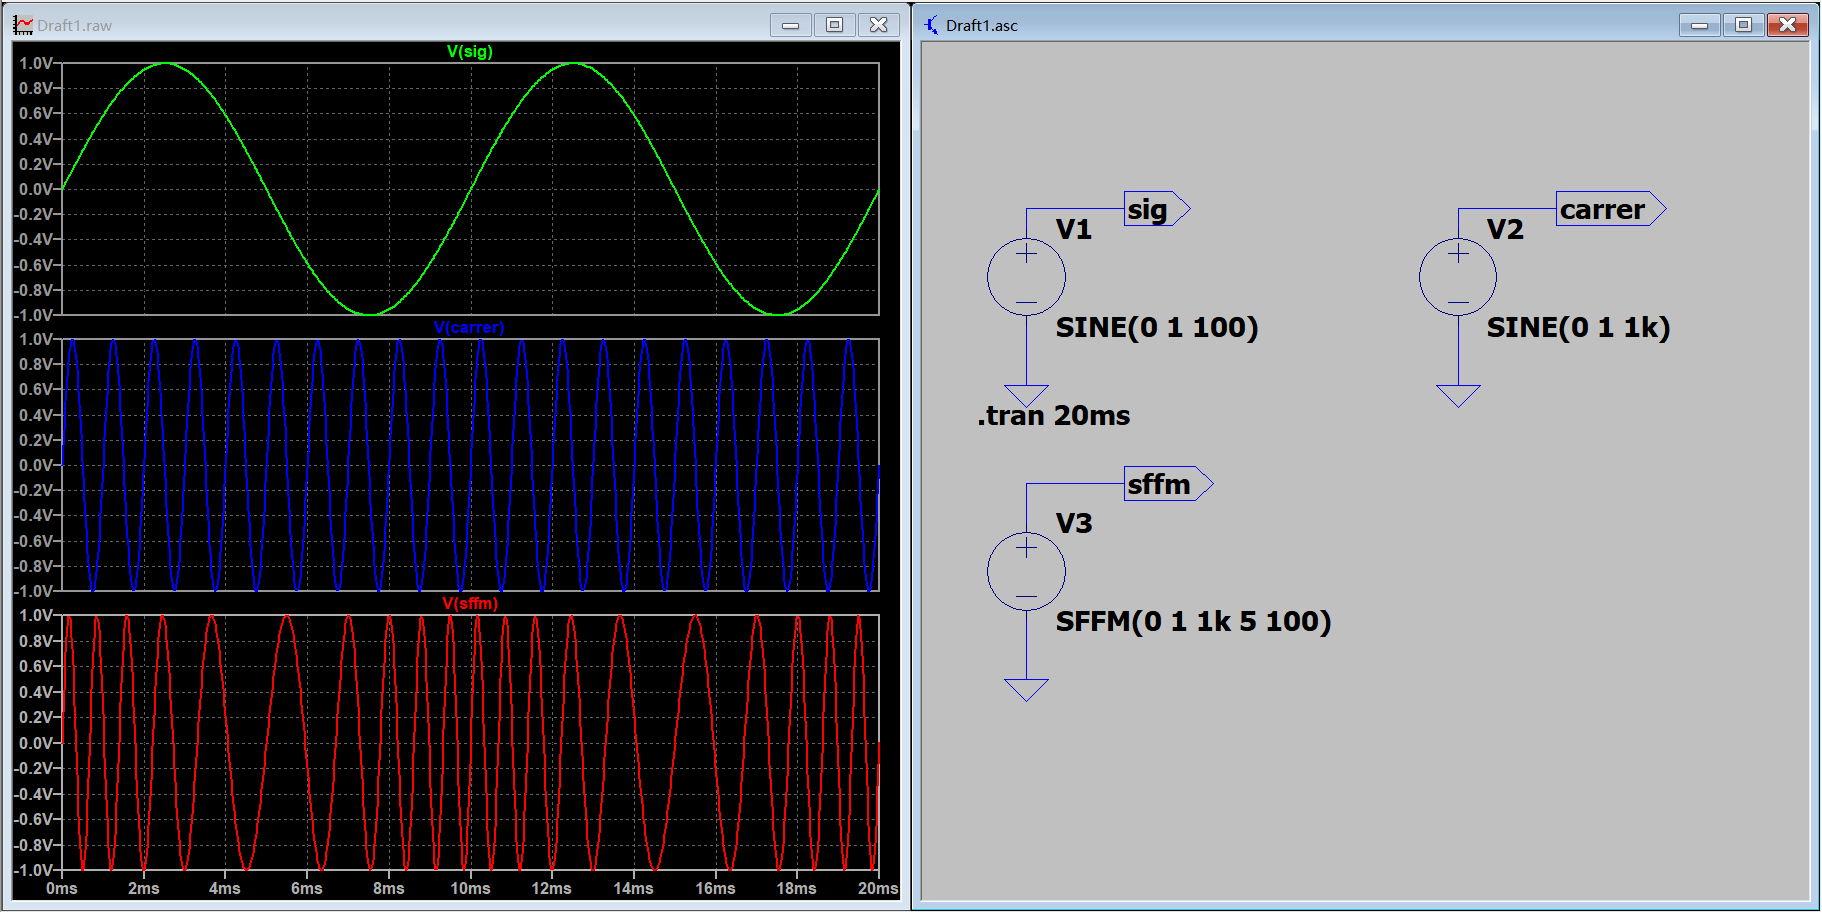 Draft1.raw
V(sig)
1.0V
0.8V
0.6V
0.4V
0.2V
0.0V
-0.2V
-0.4V
-0.6V
-0.8V
-1.0V
V(carrer)
1.0V
0.8V
0.6V
0.4V
0.2V
0.0V
-0.2V
-0.4V
-0.6V
-0.8V
-1.0V
V(sffm)
1.0V
0.8V
0.6V
0.4V
0.2V
0.0V
-0.2V
-0.4V
-0.6V
-0.8V
-1.0V
0ms 2ms 4ms 6ms 8ms 10ms 12ms 14ms 16ms 18ms 20ms
Draft1.asc
sig
V1
SINE(0 1 100)
carrer
V2
SINE(0 1 1k)
.tran 20ms
sffm
V3
SFFM(0 1 1k 5 100)